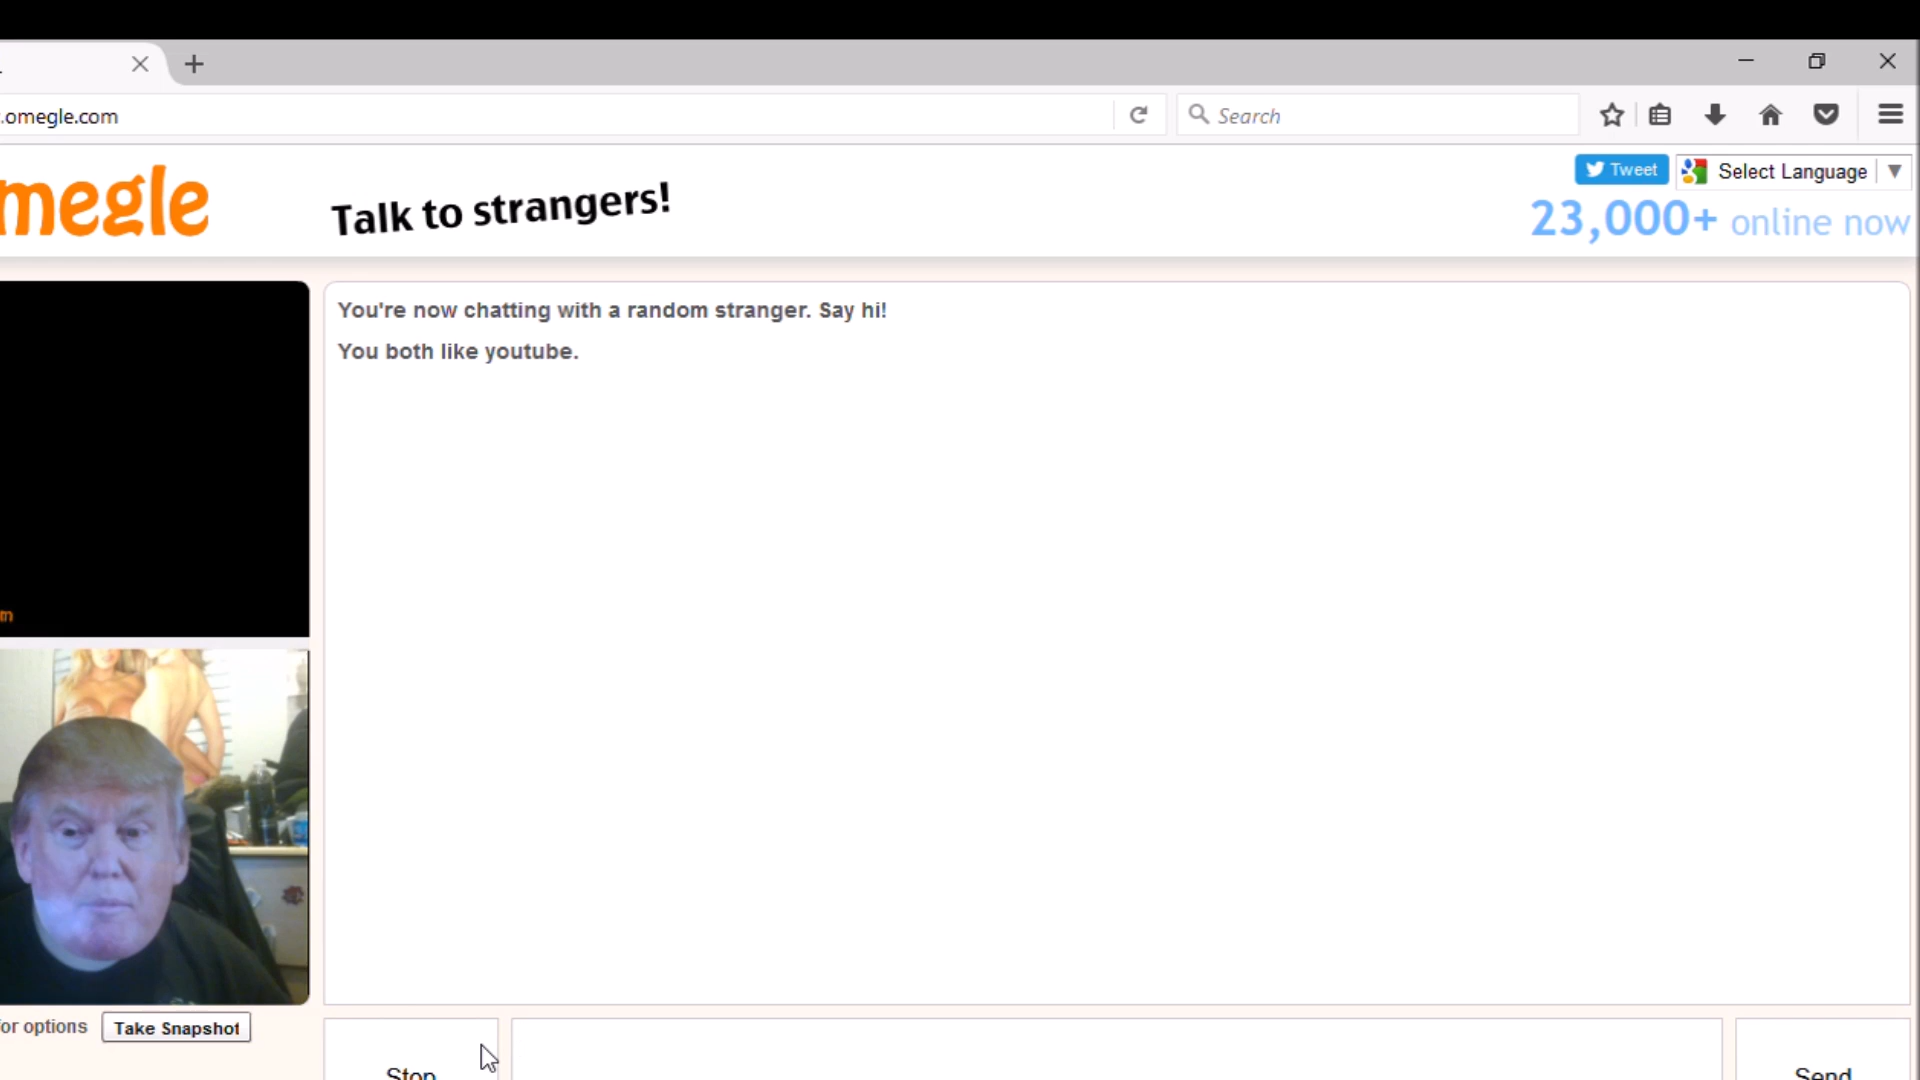 .omegle.com
Search
megle
Talk to strangers!
Tweet
Select Language
23,000+ online now
You're now chatting with a random stranger. Say hi!
You both like youtube.
m
or options
Take Snapshot
Stop
Send